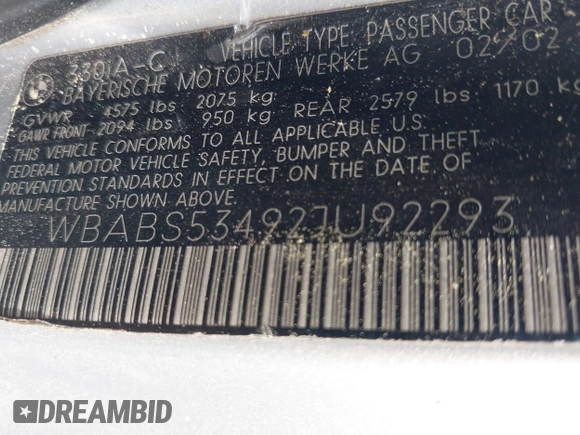 330iA-C VEHICLE TYPE, PASSENGER CAR
BAYERISCHE MOTOREN WERKE AG 02/02
GVWR 4575 lbs 2075 kg
GAWR FRONT-2094 lbs 950 kg REAR 2579 lbs 1170 kg
THIS VEHICLE CONFORMS TO ALL APPLICABLE U.S.
FEDERAL MOTOR VEHICLE SAFETY, BUMPER AND THEFT
PREVENTION STANDARDS IN EFFECT ON THE DATE OF
MANUFACTURE SHOWN ABOVE.
WBABS53492JU92293
DREAMBID